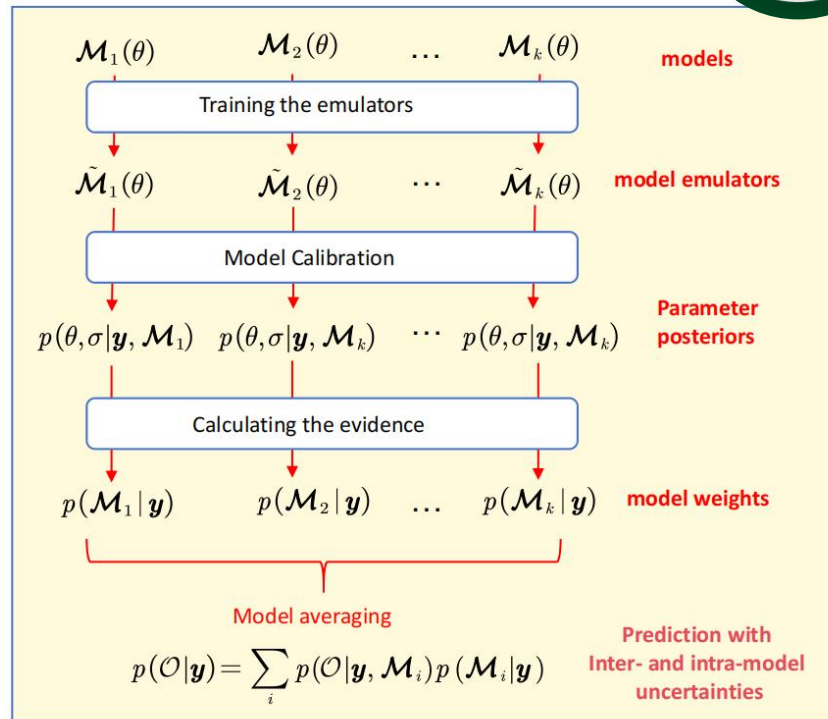 𝓜₁(θ) 𝓜₂(θ) ... 𝓜ₖ(θ) models
Training the emulators
𝓜̃₁(θ) 𝓜̃₂(θ) ... 𝓜̃ₖ(θ) model emulators
Model Calibration
p(θ,σ|y, 𝓜₁) p(θ,σ|y, 𝓜ₖ) ... p(θ,σ|y, 𝓜ₖ) Parameter
posteriors
Calculating the evidence
p(𝓜₁|y) p(𝓜₂|y) ... p(𝓜ₖ|y) model weights
Model averaging
p(𝒪|y)=∑ᵢ p(𝒪|y, 𝓜ᵢ)p(𝓜ᵢ|y)
Prediction with
Inter- and intra-model
uncertainties